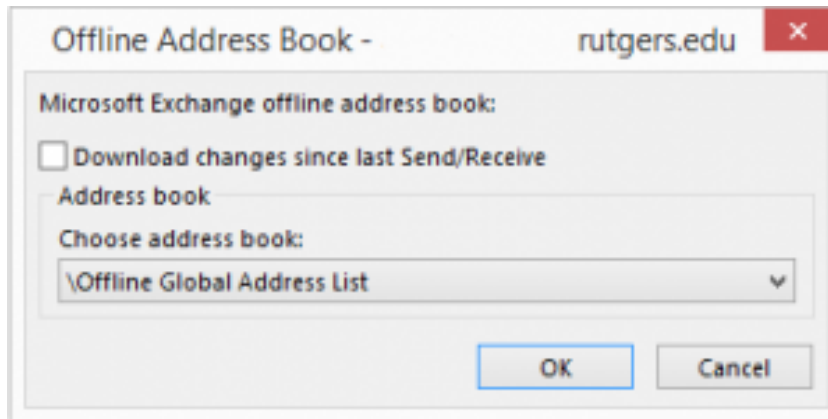 Offline Address Book - rutgers.edu
Microsoft Exchange offline address book:
Download changes since last Send/Receive
Address book
Choose address book:
\Offline Global Address List
OK Cancel